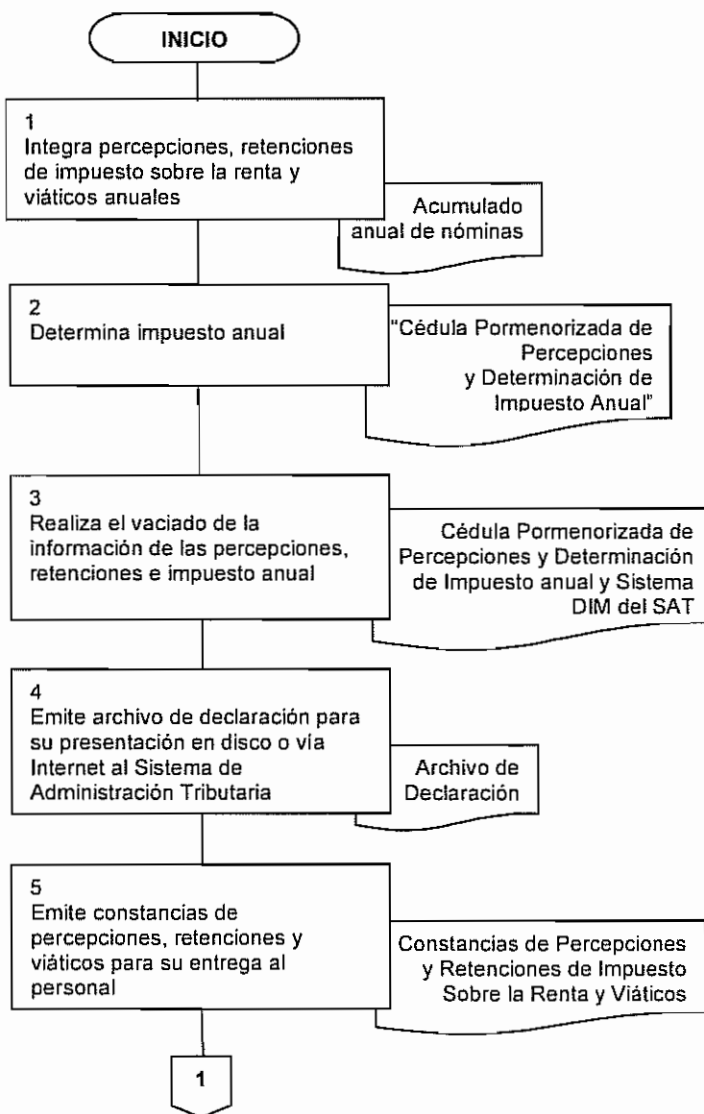 INICIO
1
Integra percepciones, retenciones
de impuesto sobre la renta y
viáticos anuales
Acumulado
anual de nóminas
2
Determina impuesto anual
"Cédula Pormenorizada de
Percepciones
y Determinación de
Impuesto Anual"
3
Realiza el vaciado de la
información de las percepciones,
retenciones e impuesto anual
Cédula Pormenorizada de
Percepciones y Determinación
de Impuesto anual y Sistema
DIM del SAT
4
Emite archivo de declaración para
su presentación en disco o vía
Internet al Sistema de
Administración Tributaria
Archivo de
Declaración
5
Emite constancias de
percepciones, retenciones y
viáticos para su entrega al
personal
Constancias de Percepciones
y Retenciones de Impuesto
Sobre la Renta y Viáticos
1